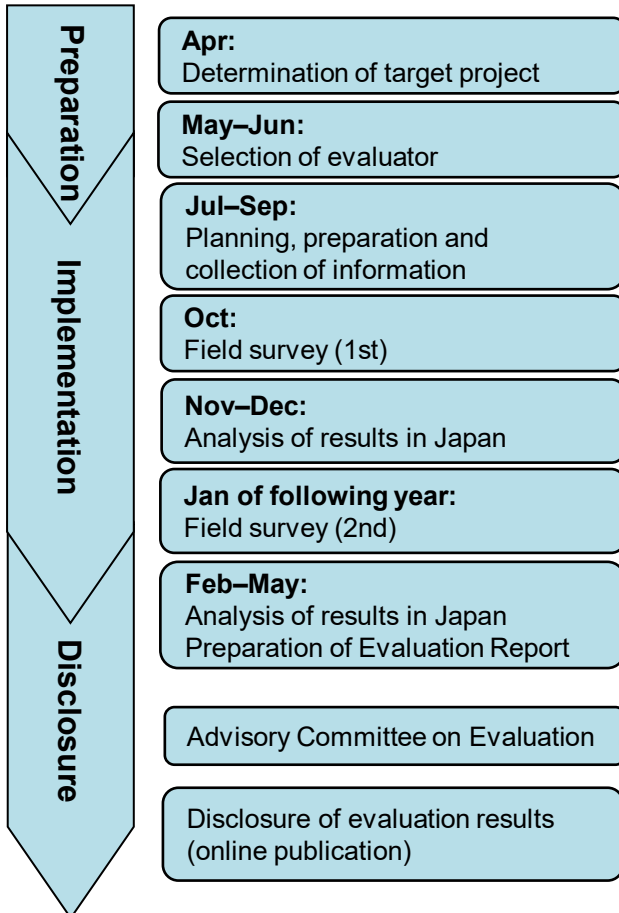 Preparation
Apr:
Determination of target project
May–Jun:
Selection of evaluator
Implementation
Jul–Sep:
Planning, preparation and
collection of information
Oct:
Field survey (1st)
Nov–Dec:
Analysis of results in Japan
Jan of following year:
Field survey (2nd)
Feb–May:
Analysis of results in Japan
Preparation of Evaluation Report
Disclosure
Advisory Committee on Evaluation
Disclosure of evaluation results
(online publication)